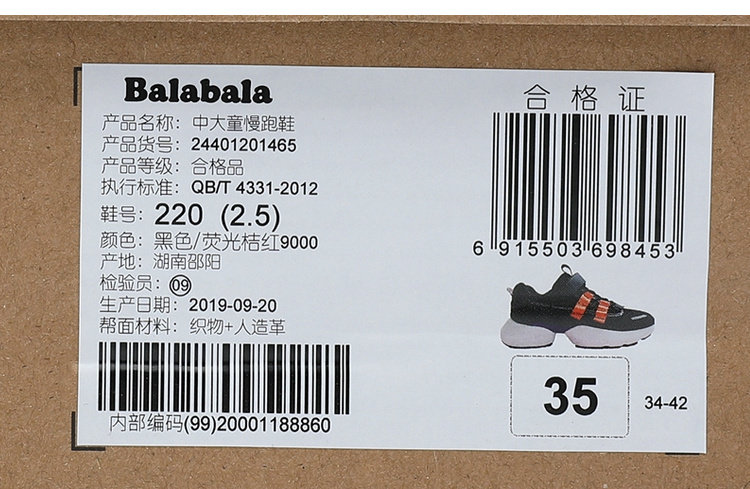 Balabala
产品名称：中大童慢跑鞋
产品货号：24401201465
产品等级：合格品
执行标准：QB/T 4331-2012
鞋号：220 (2.5)
颜色：黑色/荧光桔红9000
产地：湖南邵阳
检验员：09
生产日期：2019-09-20
帮面材料：织物+人造革
内部编码(99)20001188860
合格证
6 915503 698453
35
34-42